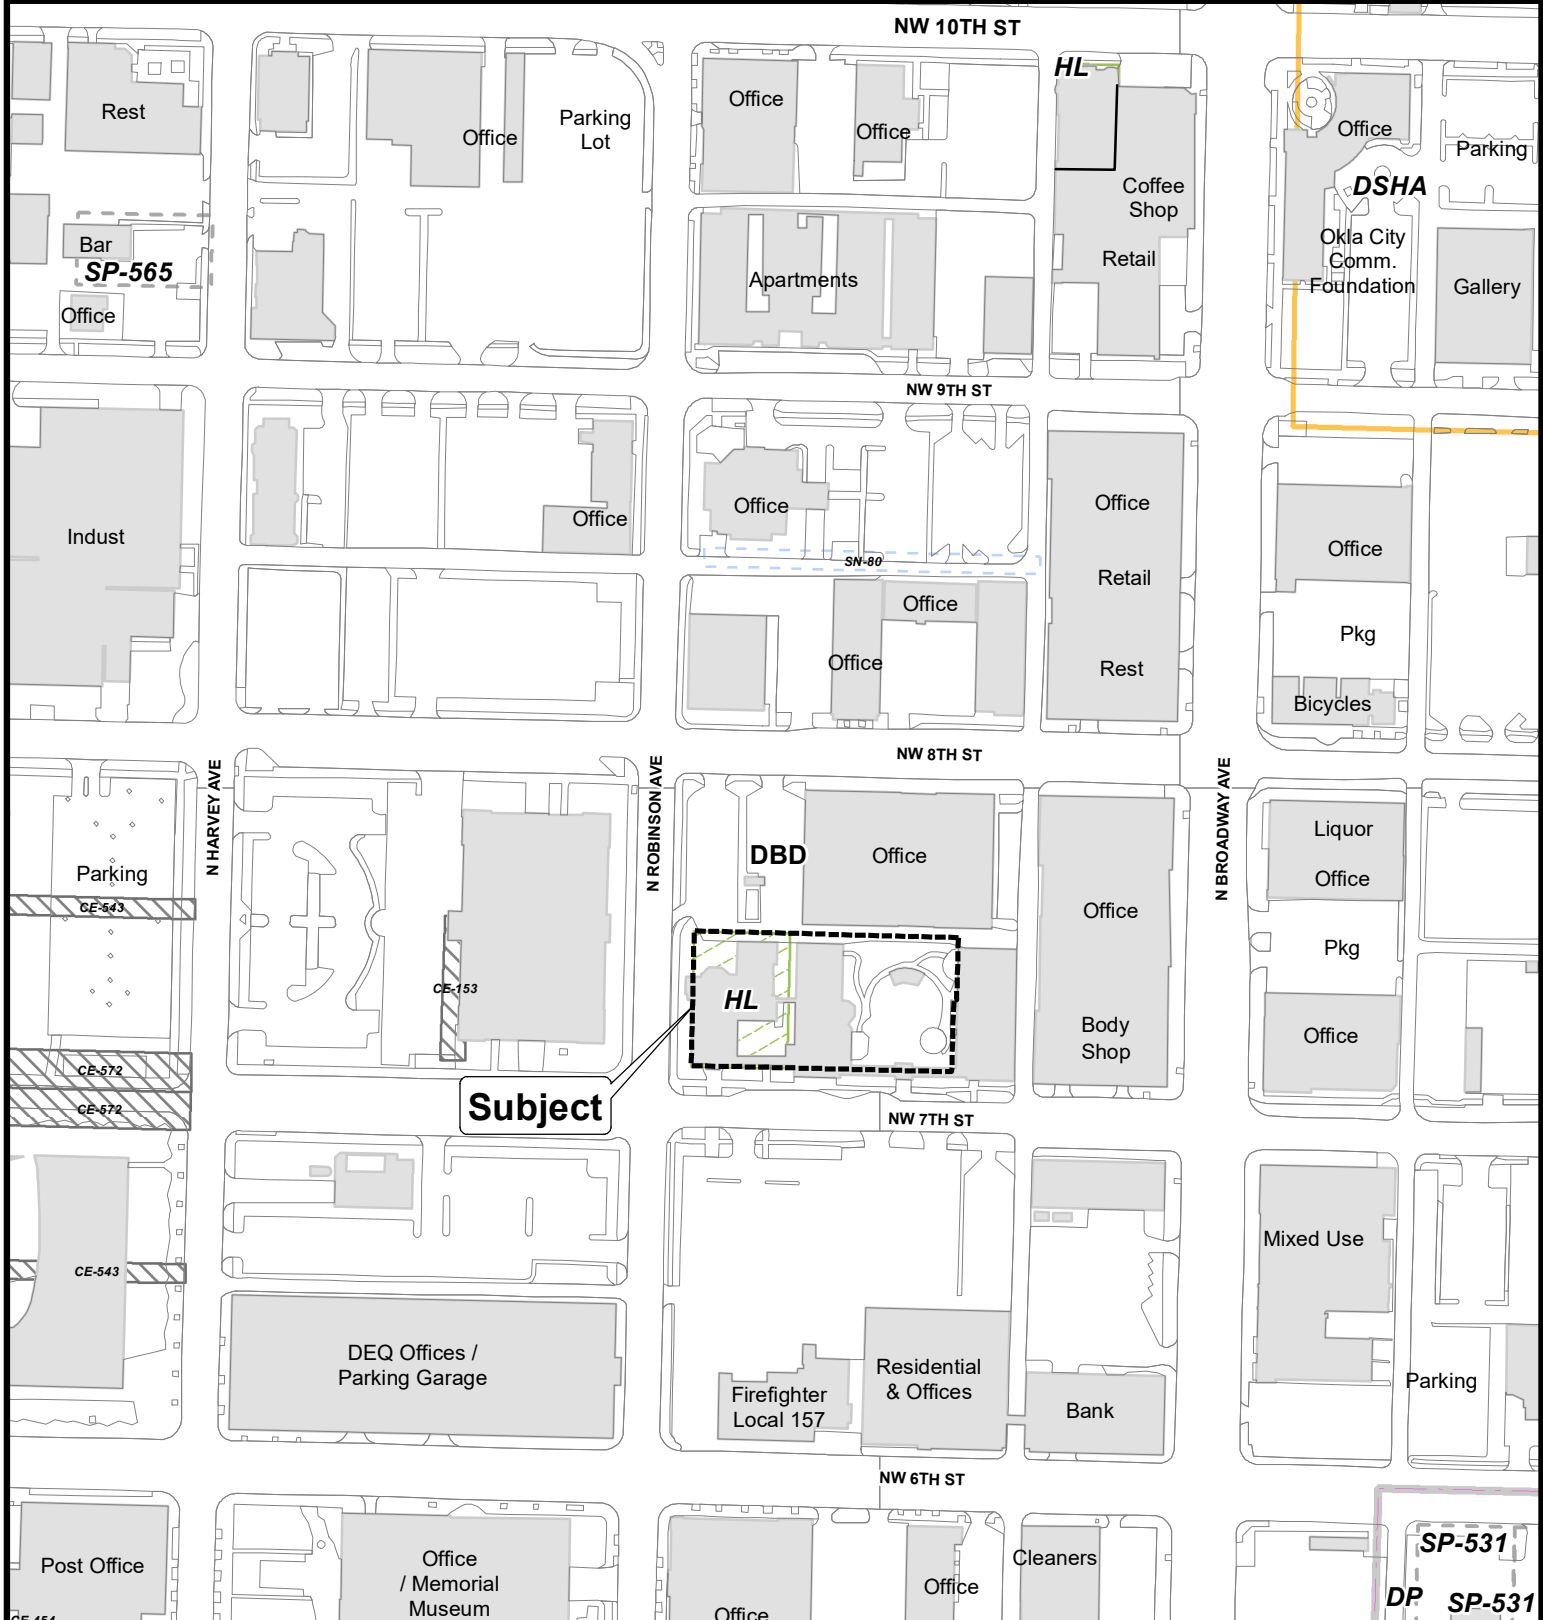 NW 10TH ST
HL
Rest
Office
Parking
Lot
Office
Office
Office
Parking
DSHA
Coffee
Shop
Bar
SP-565
Retail
Okla City
Comm.
Foundation
Apartments
Gallery
Office
NW 9TH ST
Indust
Office
Office
Office
Office
SN-80
Retail
Office
Pkg
Office
Rest
Bicycles
NW 8TH ST
N HARVEY AVE
N ROBINSON AVE
N BROADWAY AVE
Parking
CE-543
DBD
Office
Liquor
Office
Office
Pkg
CE-153
HL
Body
Shop
Office
CE-572
CE-572
Subject
NW 7TH ST
CE-543
Mixed Use
DEQ Offices /
Parking Garage
Residential
& Offices
Firefighter
Local 157
Bank
Parking
NW 6TH ST
Post Office
Office
/ Memorial
Museum
Office
Office
Cleaners
SP-531
DP
SP-531
CE-454